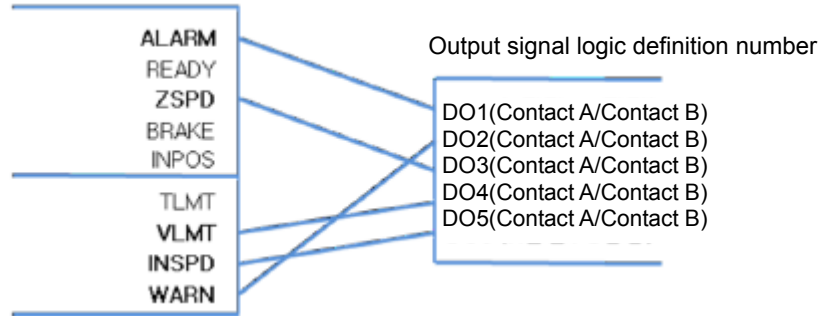 ALARM
READY
ZSPD
BRAKE
INPOS
TLMT
VLMT
INSPD
WARN
Output signal logic definition number
DO1(Contact A/Contact B)
DO2(Contact A/Contact B)
DO3(Contact A/Contact B)
DO4(Contact A/Contact B)
DO5(Contact A/Contact B)